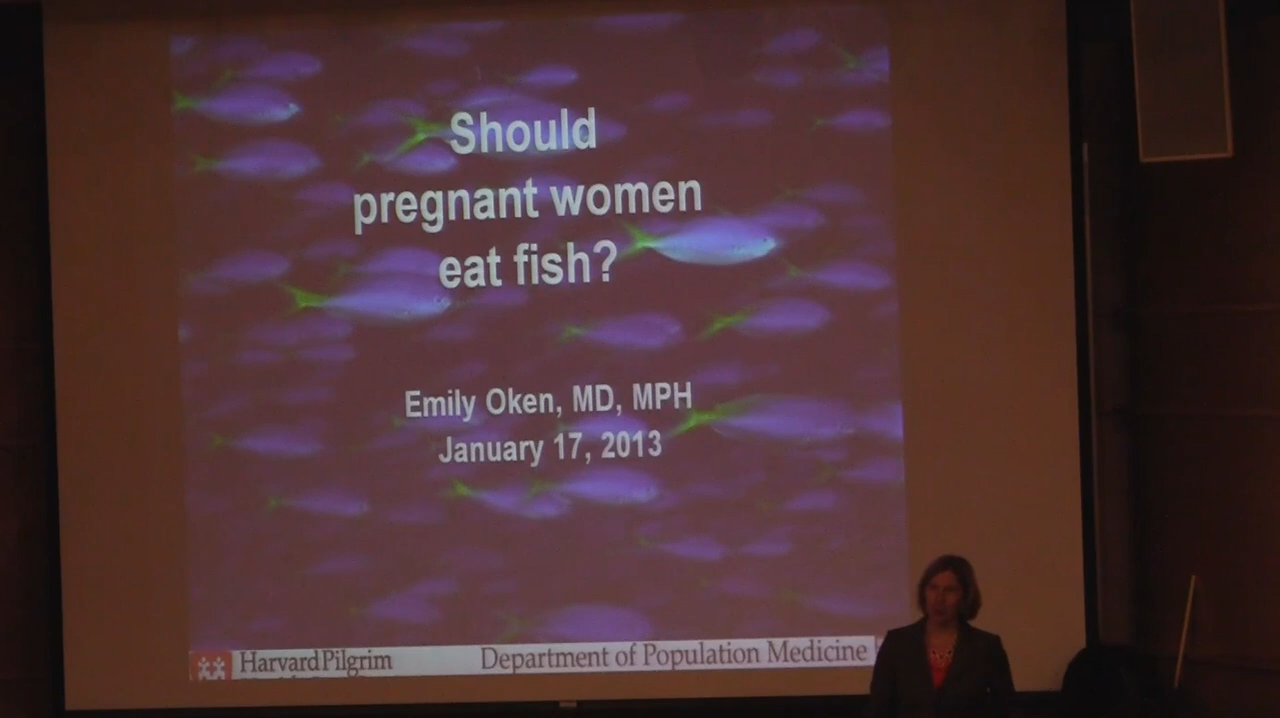 Should
pregnant women
eat fish?
Emily Oken, MD, MPH
January 17, 2013
HarvardPilgrim
Department of Population Medicine